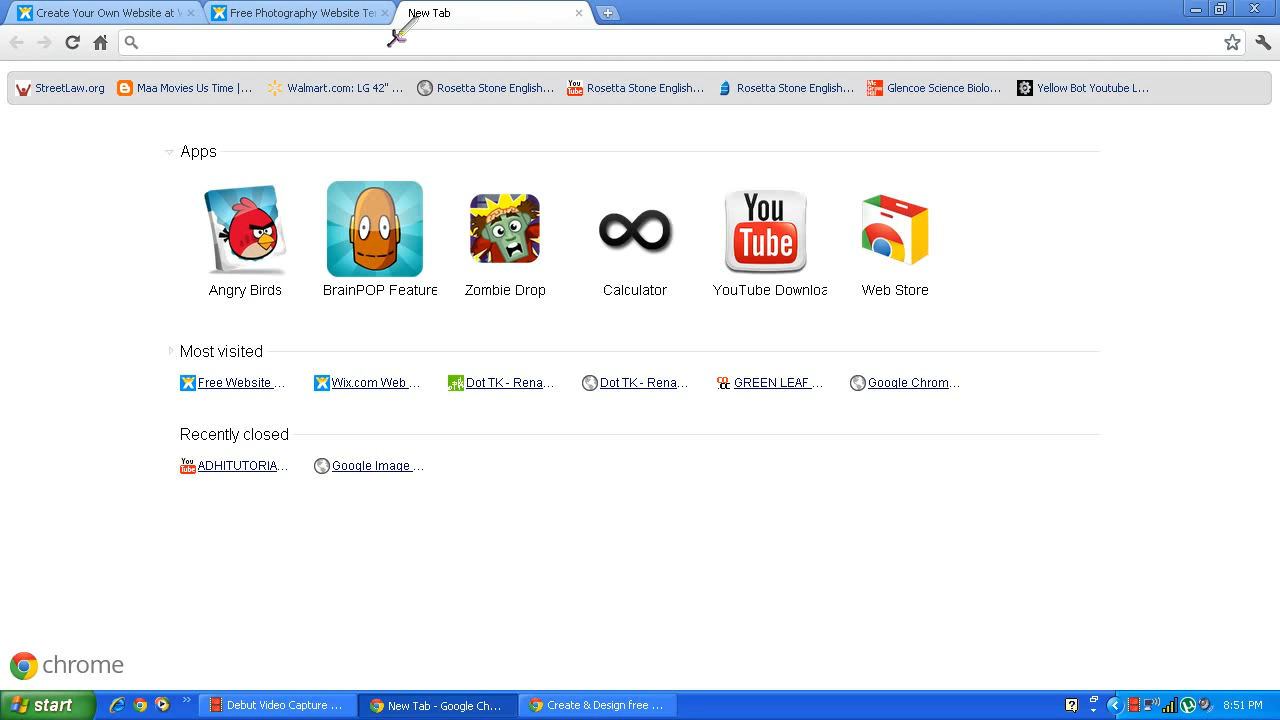 Create Your Own Website at W
Free Photography Website Te
New Tab
StreetLaw.org
Maa Movies Us Time |...
Walmart.com: LG 42" ...
Rosetta Stone English...
Rosetta Stone English...
Rosetta Stone English...
Glencoe Science Biolo...
Yellow Bot Youtube L...
Apps
You
Tube
Angry Birds
BrainPOP Feature
Zombie Drop
Calculator
YouTube Downloa
Web Store
Most visited
Free Website ...
Wix.com Web ...
Dot TK - Rena...
Dot TK - Rena...
GREEN LEAF ...
Google Chrom...
Recently closed
ADHITUTORIA...
Google Image ...
chrome
start
Debut Video Capture ...
New Tab - Google Ch...
Create & Design free ...
8:51 PM